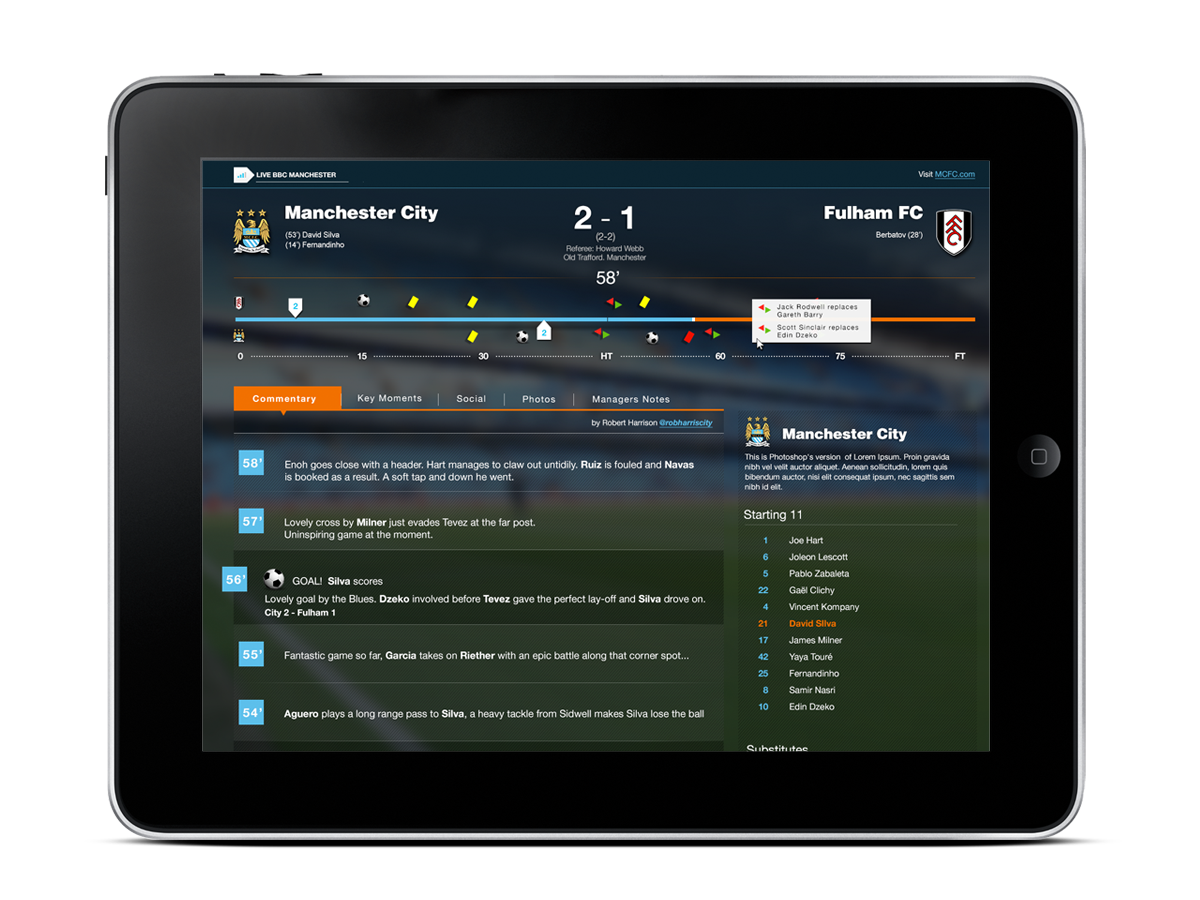 LIVE BBC MANCHESTER
Visit MCFC.com
Manchester City
(53') David Silva
(14') Fernandinho
2 - 1
(2-2)
Referee: Howard Webb
Old Trafford. Manchester
Fulham FC
Berbatov (28')
58'
2
Jack Rodwell replaces
Gareth Barry
Scott Sinclair replaces
Edin Dzeko
2
0 15 30 HT 60 75 FT
Commentary Key Moments Social Photos Managers Notes
by Robert Harrison @robharriscity
58'
Enoh goes close with a header. Hart manages to claw out untidily. Ruiz is fouled and Navas
is booked as a result. A soft tap and down he went.
57'
Lovely cross by Milner just evades Tevez at the far post.
Uninspiring game at the moment.
56'
GOAL! Silva scores
Lovely goal by the Blues. Dzeko involved before Tevez gave the perfect lay-off and Silva drove on.
City 2 - Fulham 1
55'
Fantastic game so far, Garcia takes on Riether with an epic battle along that corner spot...
54'
Aguero plays a long range pass to Silva, a heavy tackle from Sidwell makes Silva lose the ball
Manchester City
This is Photoshop's version of Lorem Ipsum. Proin gravida
nibh vel velit auctor aliquet. Aenean sollicitudin, lorem quis
bibendum auctor, nisi elit consequat ipsum, nec sagittis sem
nibh id elit.
Starting 11
1 Joe Hart
6 Joleon Lescott
5 Pablo Zabaleta
22 Gaël Clichy
4 Vincent Kompany
21 David Silva
17 James Milner
42 Yaya Touré
25 Fernandinho
8 Samir Nasri
10 Edin Dzeko
Substitutes